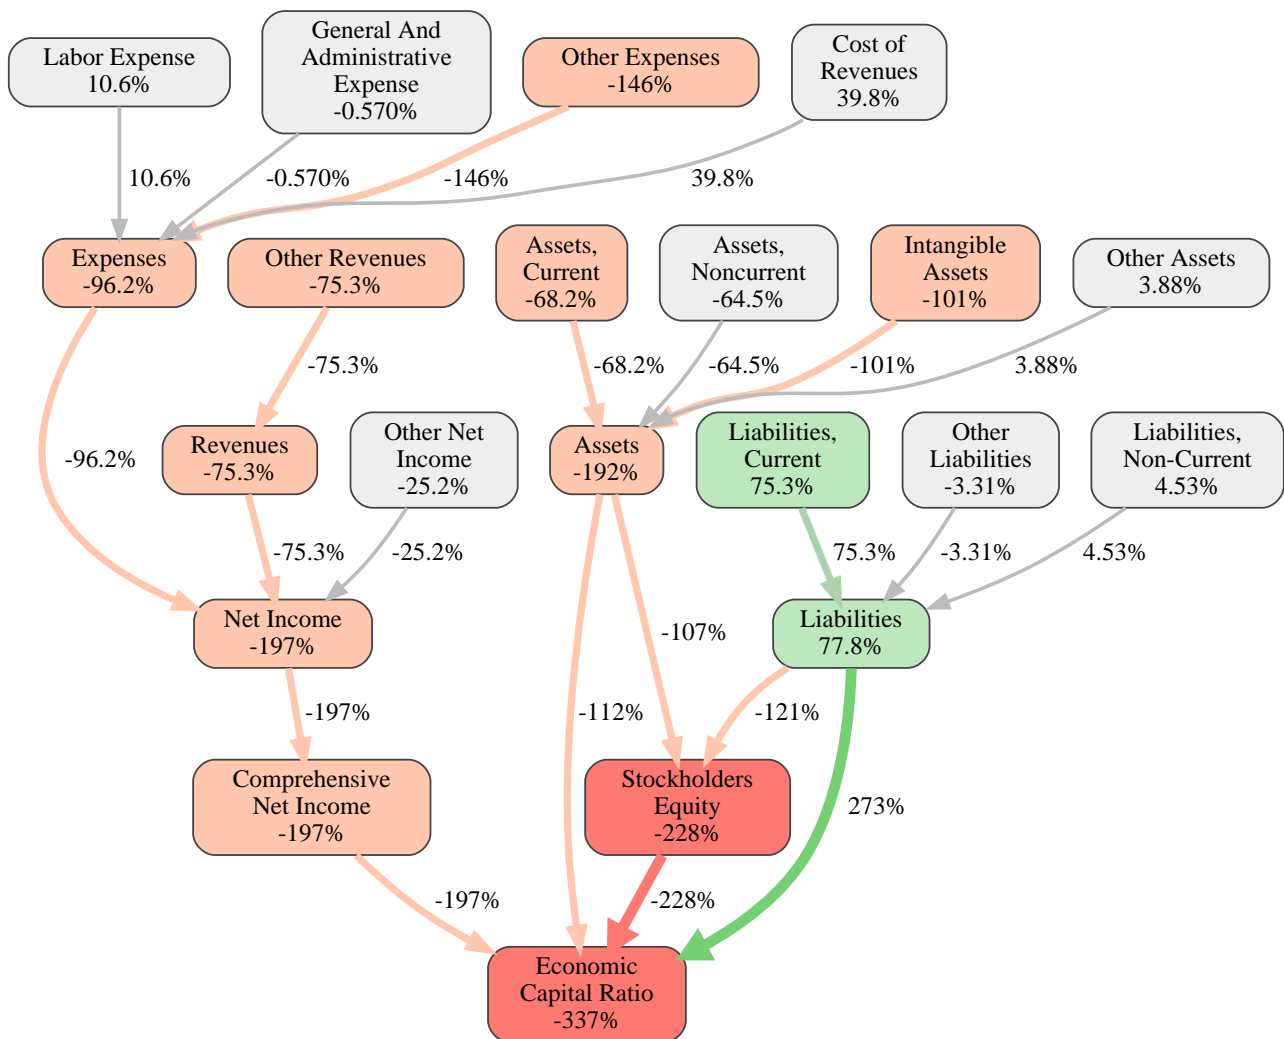 Labor Expense
10.6%
General And
Administrative
Expense
-0.570%
Other Expenses
-146%
Cost of
Revenues
39.8%
10.6%
-0.570%
-146%
39.8%
Expenses
-96.2%
Other Revenues
-75.3%
Assets,
Current
-68.2%
Assets,
Noncurrent
-64.5%
Intangible
Assets
-101%
Other Assets
3.88%
-75.3%
-68.2%
-64.5%
-101%
3.88%
-96.2%
Revenues
-75.3%
Other Net
Income
-25.2%
Assets
-192%
Liabilities,
Current
75.3%
Other
Liabilities
-3.31%
Liabilities,
Non-Current
4.53%
-75.3%
-25.2%
75.3%
-3.31%
4.53%
Net Income
-197%
-107%
Liabilities
77.8%
-197%
-112%
-121%
273%
Comprehensive
Net Income
-197%
Stockholders
Equity
-228%
-197%
-228%
Economic
Capital Ratio
-337%